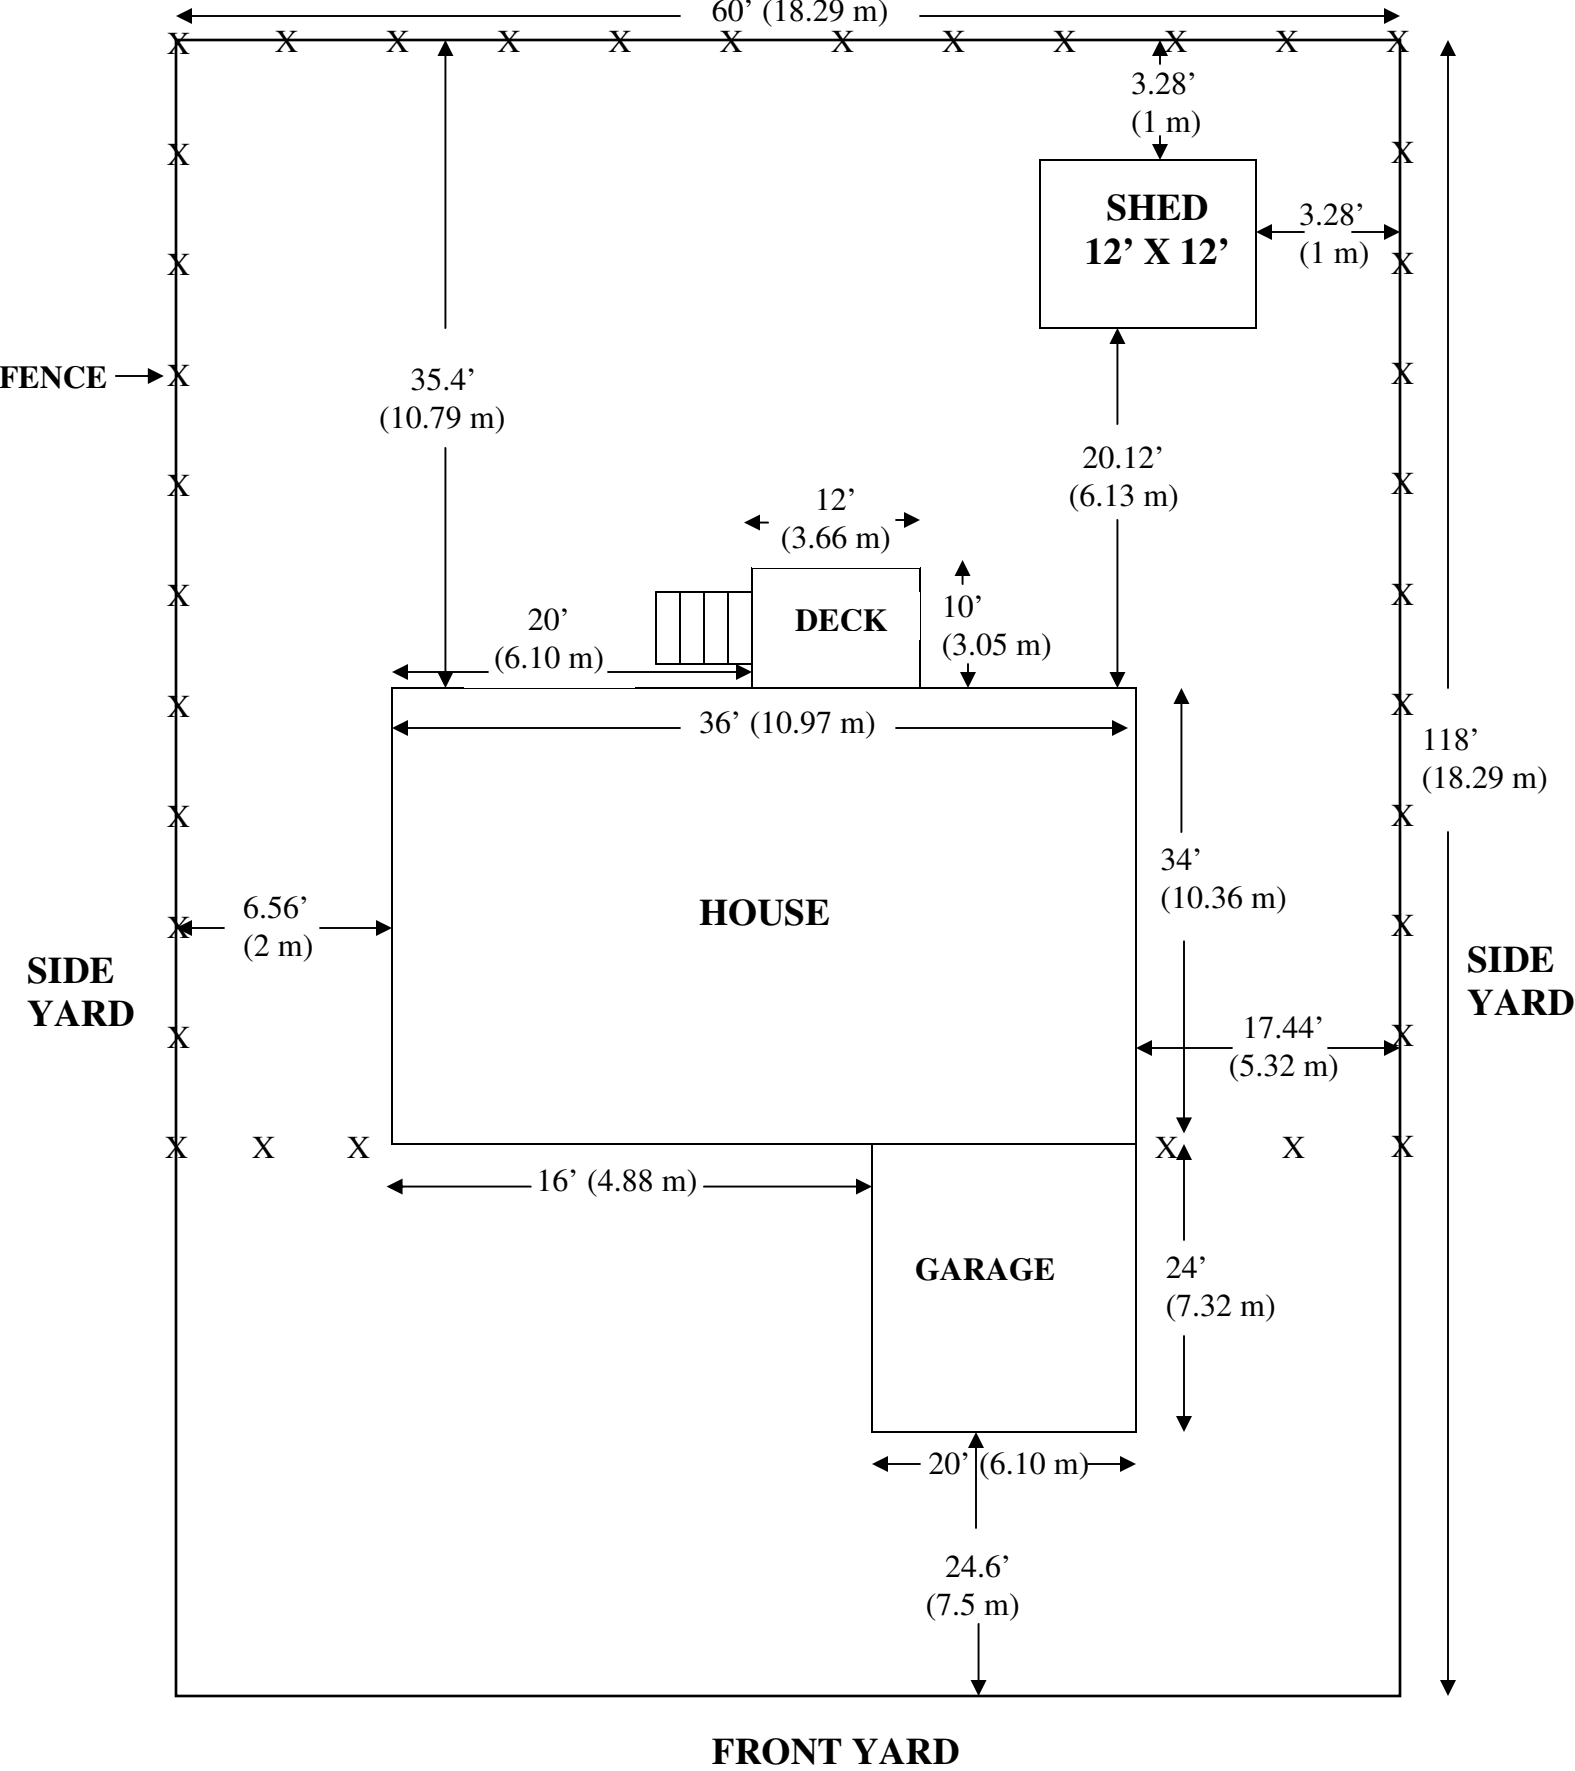 60’ (18.29 m)
X X X X X X X X X X X X
3.28’
(1 m)
X X
SHED
12’ X 12’
3.28’
(1 m)
X X
FENCE
X X
35.4’
(10.79 m)
20.12’
(6.13 m)
X X
12’
(3.66 m)
X X
DECK
10’
(3.05 m)
20’
(6.10 m)
X X
36’ (10.97 m)
118’
(18.29 m)
X X
34’
(10.36 m)
HOUSE
6.56’
(2 m)
X X
SIDE
YARD
SIDE
YARD
17.44’
(5.32 m)
X X
X X X X X X
16’ (4.88 m)
GARAGE
24’
(7.32 m)
20’ (6.10 m)
24.6’
(7.5 m)
FRONT YARD